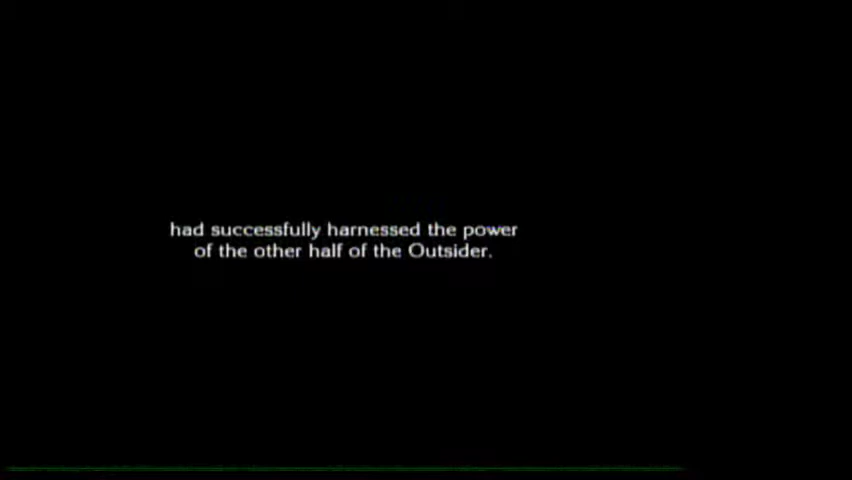 had successfully harnessed the power
of the other half of the Outsider.